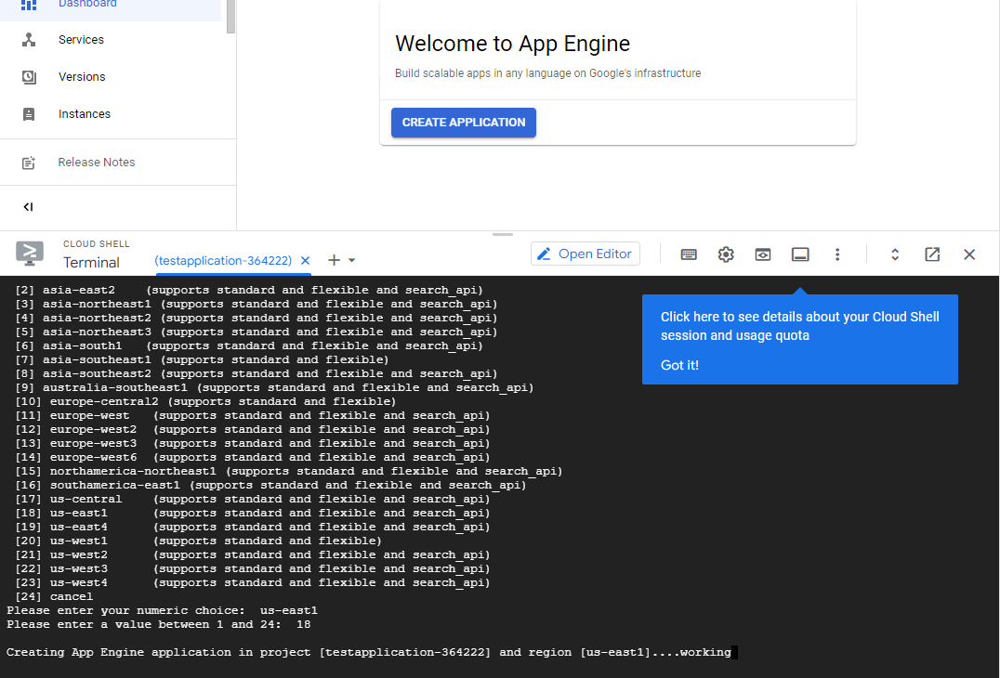 Dashboard
Services
Versions
Instances
Release Notes
Welcome to App Engine
Build scalable apps in any language on Google's infrastructure
CREATE APPLICATION
CLOUD SHELL
Terminal
(testapplication-364222)
Open Editor
Click here to see details about your Cloud Shell
session and usage quota
Got it!
[2] asia-east2    (supports standard and flexible and search_api)
[3] asia-northeast1 (supports standard and flexible and search_api)
[4] asia-northeast2 (supports standard and flexible and search_api)
[5] asia-northeast3 (supports standard and flexible and search_api)
[6] asia-south1   (supports standard and flexible and search_api)
[7] asia-southeast1 (supports standard and flexible)
[8] asia-southeast2 (supports standard and flexible and search_api)
[9] australia-southeast1 (supports standard and flexible and search_api)
[10] europe-central2 (supports standard and flexible)
[11] europe-west   (supports standard and flexible and search_api)
[12] europe-west2  (supports standard and flexible and search_api)
[13] europe-west3  (supports standard and flexible and search_api)
[14] europe-west6  (supports standard and flexible and search_api)
[15] northamerica-northeast1 (supports standard and flexible and search_api)
[16] southamerica-east1 (supports standard and flexible and search_api)
[17] us-central    (supports standard and flexible and search_api)
[18] us-east1      (supports standard and flexible and search_api)
[19] us-east4      (supports standard and flexible and search_api)
[20] us-west1      (supports standard and flexible)
[21] us-west2      (supports standard and flexible and search_api)
[22] us-west3      (supports standard and flexible and search_api)
[23] us-west4      (supports standard and flexible and search_api)
[24] cancel
Please enter your numeric choice:  us-east1
Please enter a value between 1 and 24:  18
Creating App Engine application in project [testapplication-364222] and region [us-east1]....working